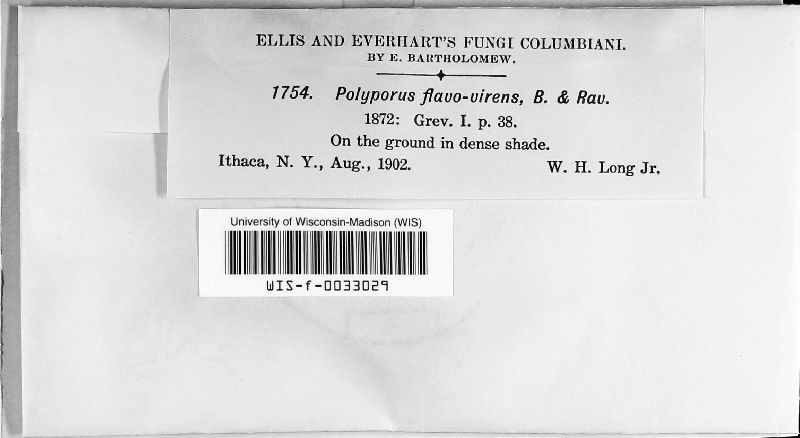 ELLIS AND EVERHART'S FUNGI COLUMBIANI.
BY E. BARTHOLOMEW.
1754. Polyporus flavo-virens, B. & Rav.
1872: Grev. I. p. 38.
On the ground in dense shade.
Ithaca, N. Y., Aug., 1902. W. H. Long Jr.
University of Wisconsin-Madison (WIS)
WIS-f-0033029